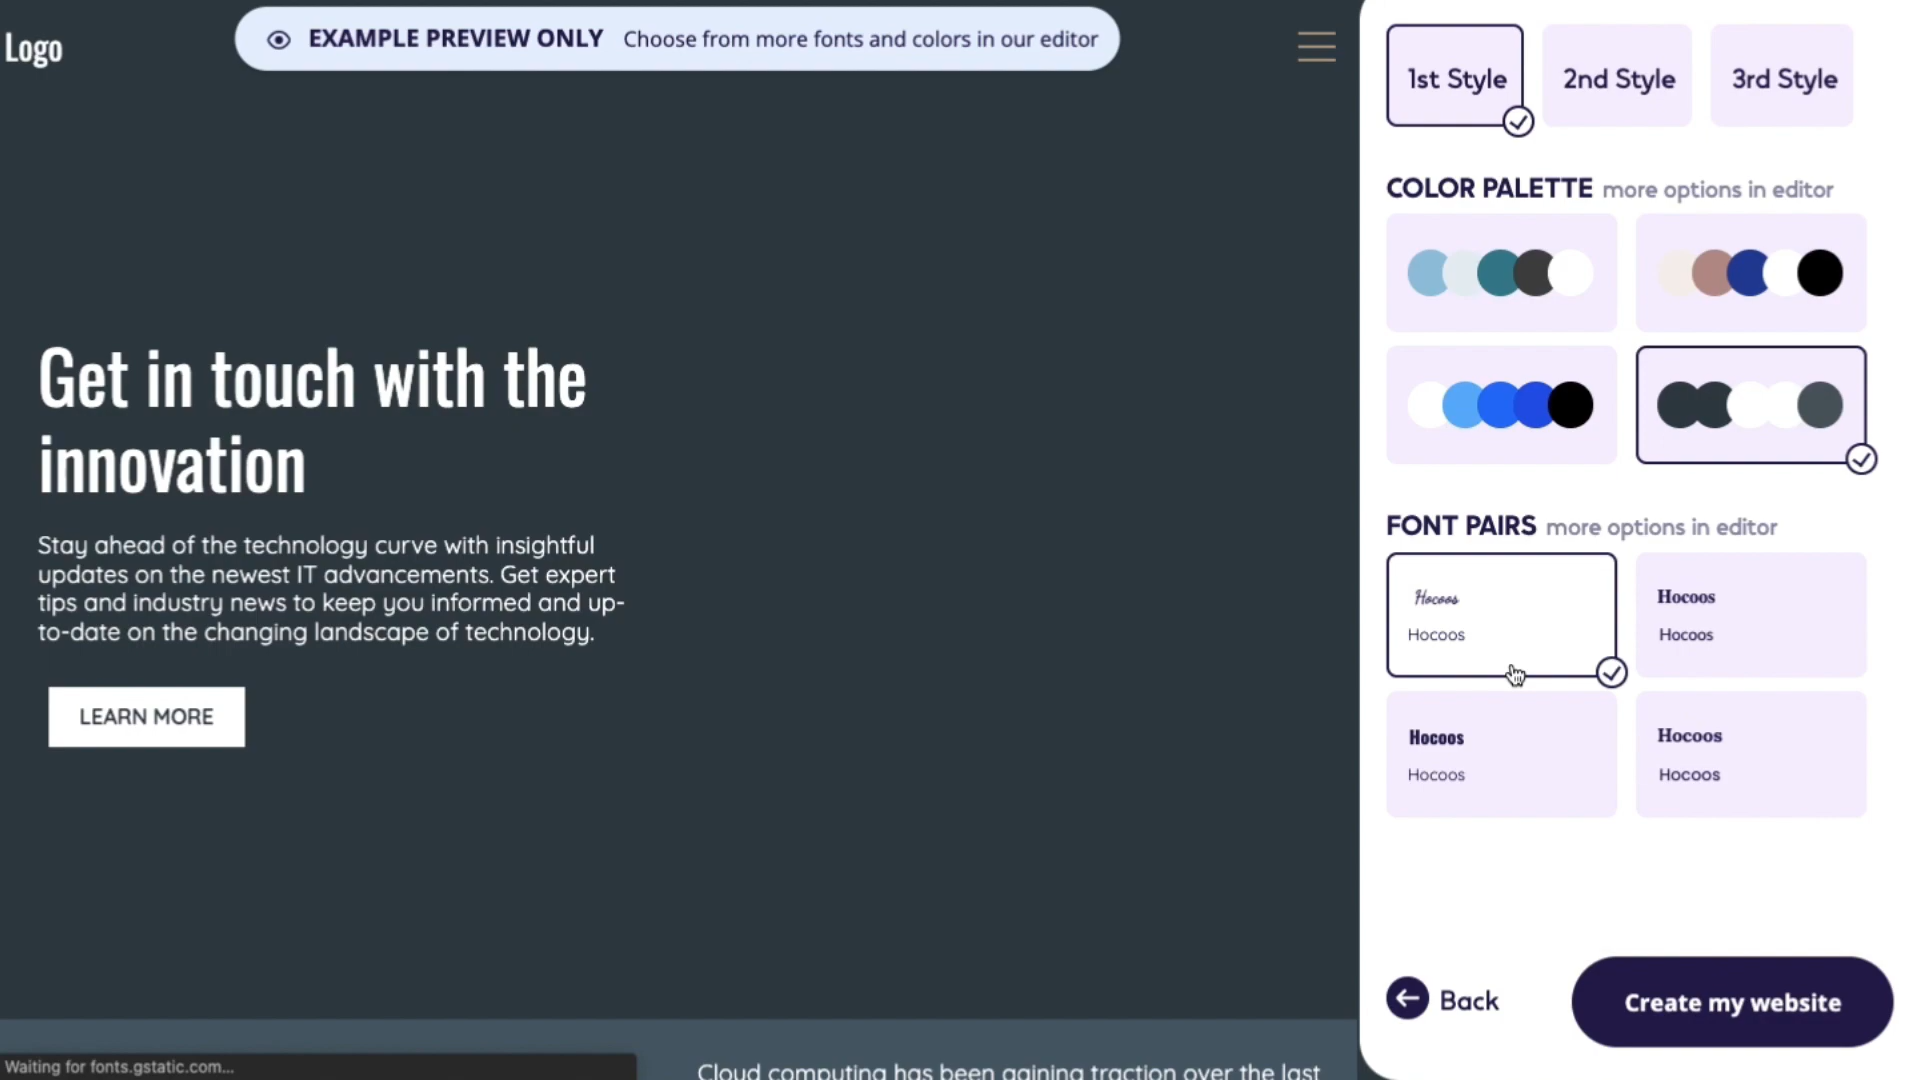 Logo
EXAMPLE PREVIEW ONLY Choose from more fonts and colors in our editor
Get in touch with the
innovation
Stay ahead of the technology curve with insightful
updates on the newest IT advancements. Get expert
tips and industry news to keep you informed and up-
to-date on the changing landscape of technology.
LEARN MORE
Waiting for fonts.gstatic.com...
Cloud computing has been gaining traction over the last
1st Style
2nd Style
3rd Style
COLOR PALETTE more options in editor
FONT PAIRS more options in editor
Hocoos
Hocoos
Hocoos
Hocoos
Hocoos
Hocoos
Hocoos
Hocoos
Back
Create my website